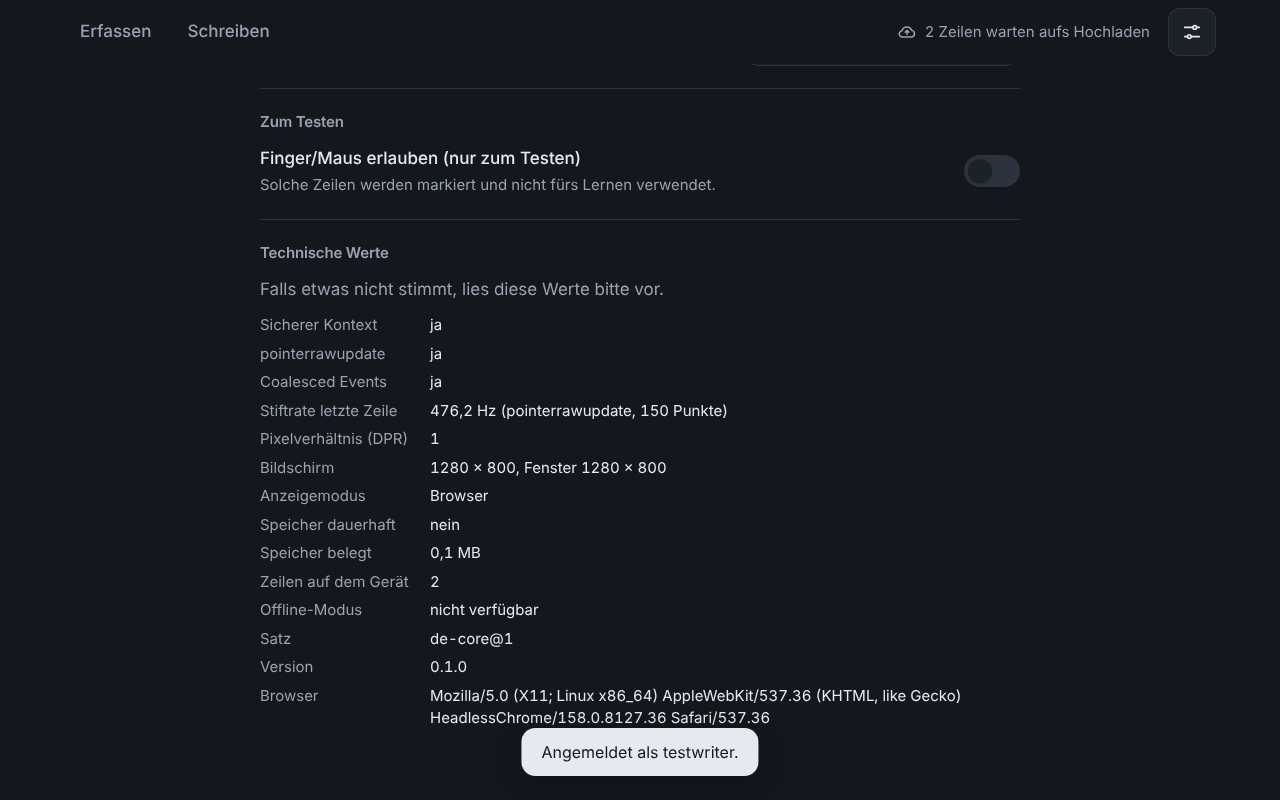 Erfassen Schreiben 2 Zeilen warten aufs Hochladen
Zum Testen
Finger/Maus erlauben (nur zum Testen)
Solche Zeilen werden markiert und nicht fürs Lernen verwendet.
Technische Werte
Falls etwas nicht stimmt, lies diese Werte bitte vor.
Sicherer Kontext ja
pointerrawupdate ja
Coalesced Events ja
Stiftrate letzte Zeile 476,2 Hz (pointerrawupdate, 150 Punkte)
Pixelverhältnis (DPR) 1
Bildschirm 1280 × 800, Fenster 1280 × 800
Anzeigemodus Browser
Speicher dauerhaft nein
Speicher belegt 0,1 MB
Zeilen auf dem Gerät 2
Offline-Modus nicht verfügbar
Satz de-core@1
Version 0.1.0
Browser Mozilla/5.0 (X11; Linux x86_64) AppleWebKit/537.36 (KHTML, like Gecko)
HeadlessChrome/158.0.8127.36 Safari/537.36
Angemeldet als testwriter.